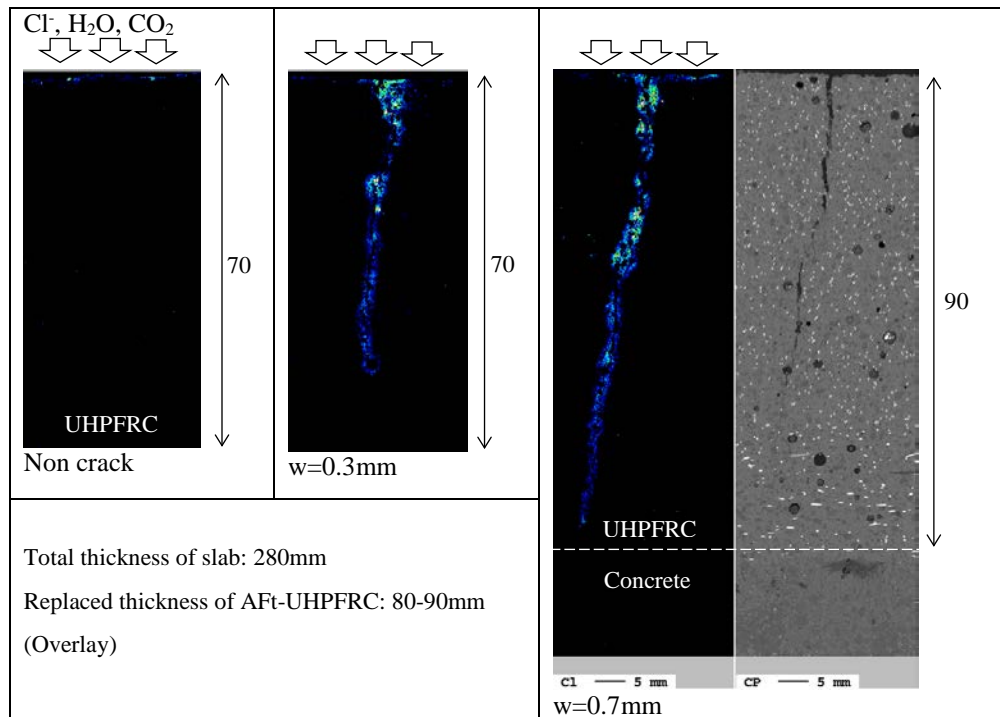 Cl⁻, H₂O, CO₂
70
UHPFRC
Non crack
70
w=0.3mm
Total thickness of slab: 280mm
Replaced thickness of AFt-UHPFRC: 80-90mm
(Overlay)
90
UHPFRC
Concrete
Cl 5 mm
CP 5 mm
w=0.7mm